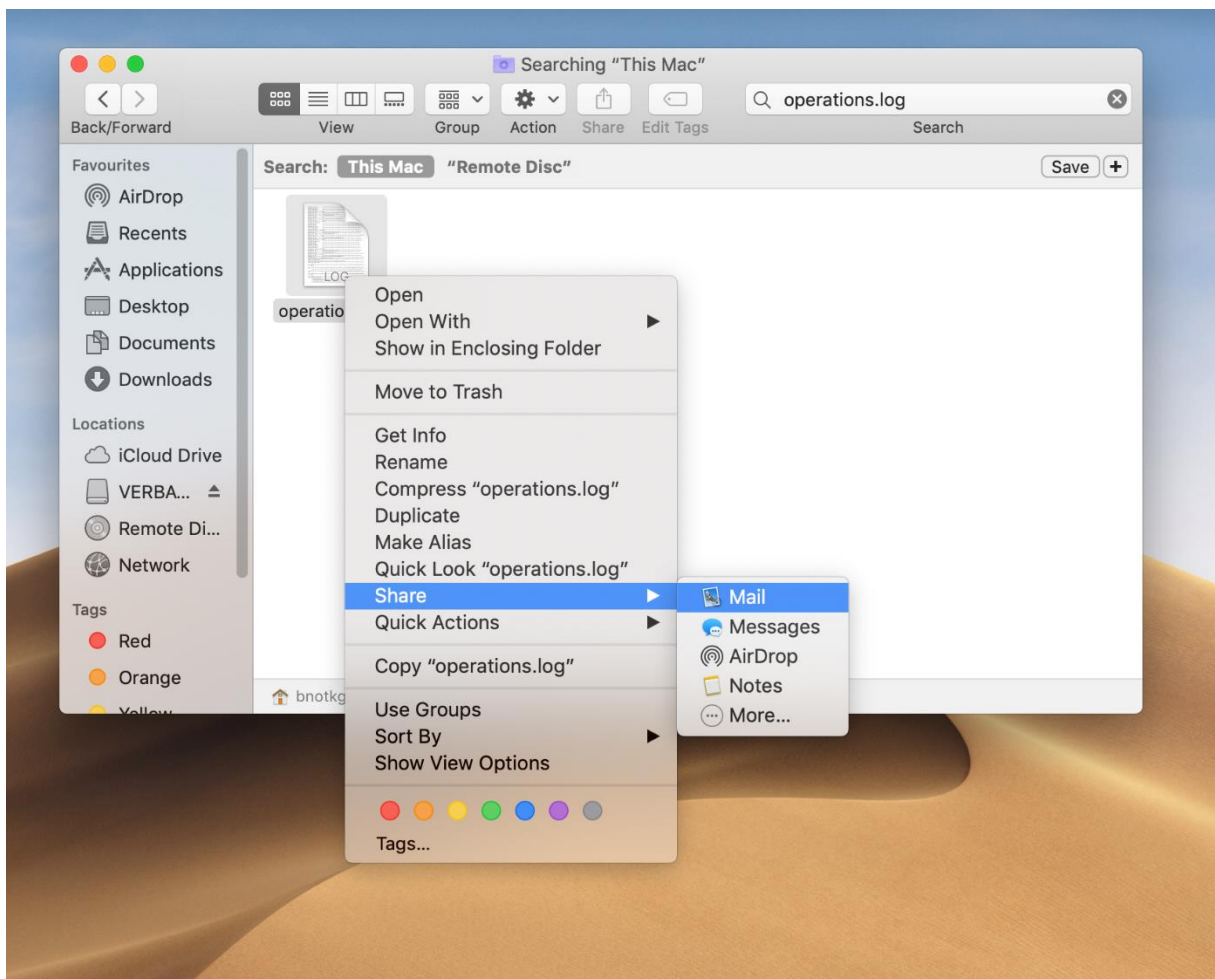 Searching “This Mac”
operations.log
Back/Forward
View
Group
Action
Share
Edit Tags
Search
Favourites
AirDrop
Recents
Applications
Desktop
Documents
Downloads
Locations
iCloud Drive
VERBA...
Remote Di...
Network
Tags
Red
Orange
Yellow
Search: This Mac “Remote Disc”
Save +
LOG
operatio
bnotkg
Open
Open With
Show in Enclosing Folder
Move to Trash
Get Info
Rename
Compress “operations.log”
Duplicate
Make Alias
Quick Look “operations.log”
Share
Quick Actions
Copy “operations.log”
Use Groups
Sort By
Show View Options
Tags...
Mail
Messages
AirDrop
Notes
More...